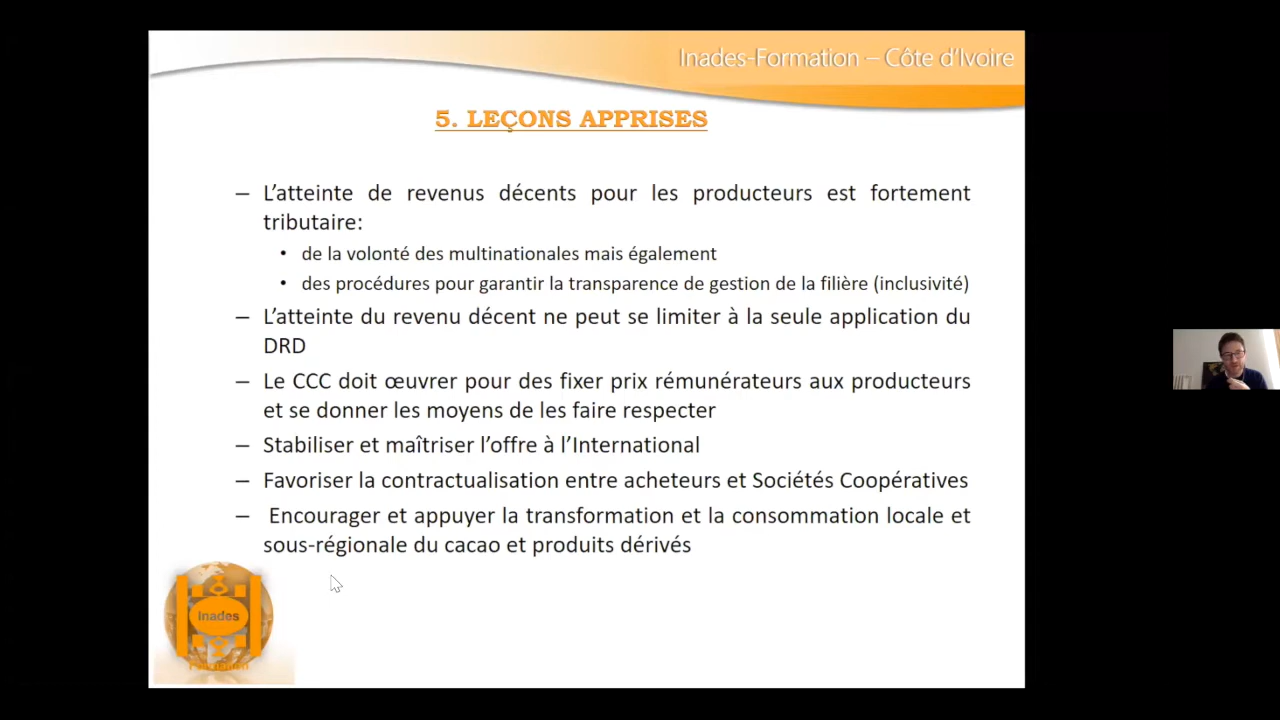 Inades-Formation – Côte d'Ivoire
5. LEÇONS APPRISES
– L'atteinte de revenus décents pour les producteurs est fortement
tributaire:
• de la volonté des multinationales mais également
• des procédures pour garantir la transparence de gestion de la filière (inclusivité)
– L'atteinte du revenu décent ne peut se limiter à la seule application du
DRD
– Le CCC doit œuvrer pour des fixer prix rémunérateurs aux producteurs
et se donner les moyens de les faire respecter
– Stabiliser et maîtriser l'offre à l'International
– Favoriser la contractualisation entre acheteurs et Sociétés Coopératives
– Encourager et appuyer la transformation et la consommation locale et
sous-régionale du cacao et produits dérivés
Inades
Formation